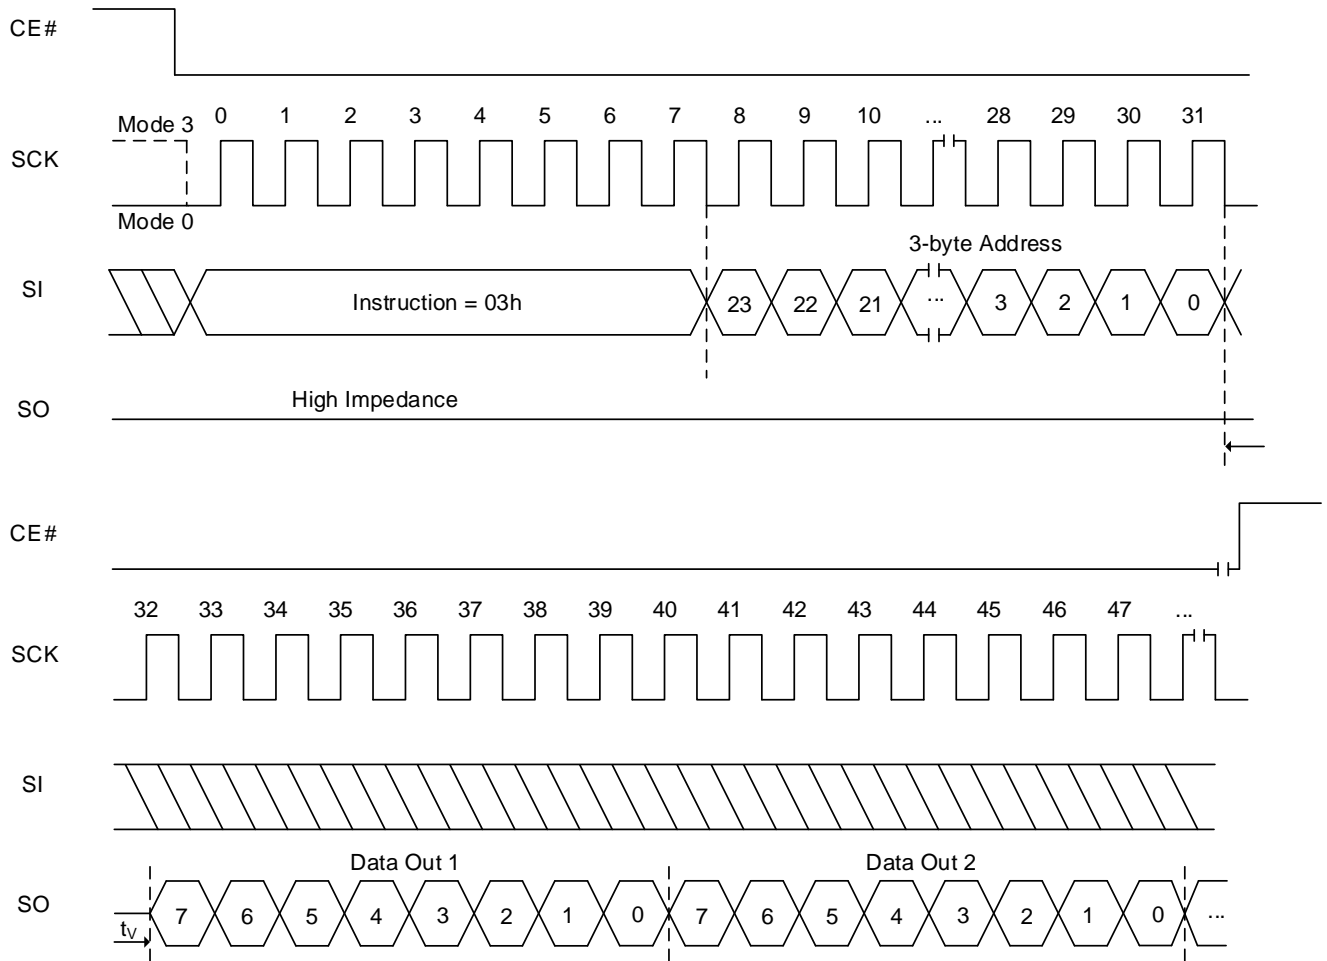 CE#
0 1 2 3 4 5 6 7 8 9 10 ... 28 29 30 31
Mode 3
SCK
Mode 0
3-byte Address
SI
Instruction = 03h 23 22 21 ... 3 2 1 0
High Impedance
SO
CE#
32 33 34 35 36 37 38 39 40 41 42 43 44 45 46 47 ...
SCK
SI
Data Out 1 Data Out 2
SO
7 6 5 4 3 2 1 0 7 6 5 4 3 2 1 0 ...
tV